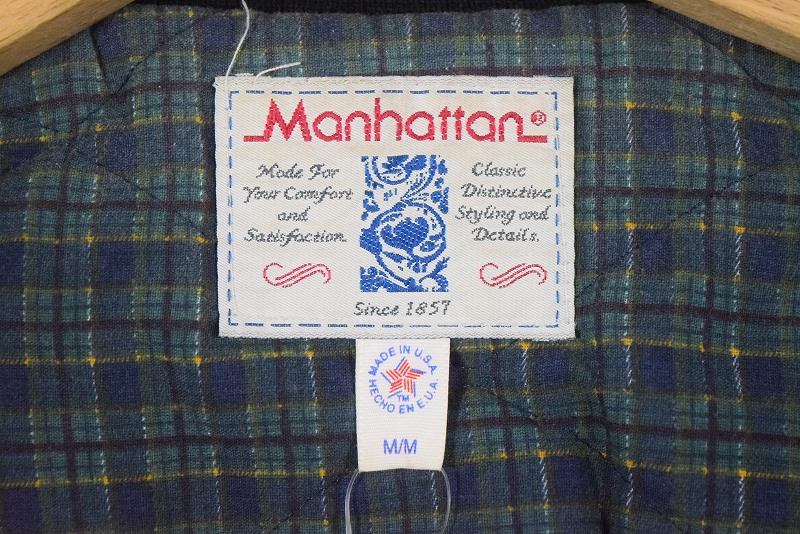 Manhattan®
Made For
Your Comfort
and
Satisfaction.
Classic
Distinctive
Styling and
Details.
Since 1857
MADE IN U.S.A.
TM
HECHO EN E.U.A.
M/M